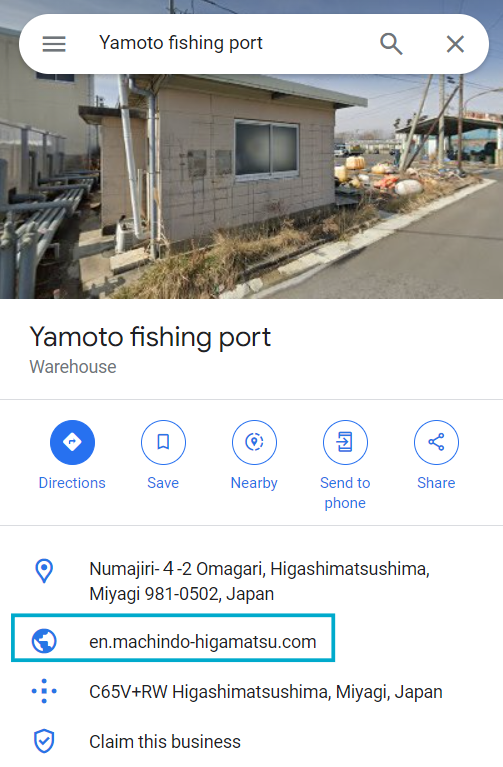 Yamoto fishing port
Yamoto fishing port
Warehouse
Directions
Save
Nearby
Send to
phone
Share
Numajiri-４-2 Omagari, Higashimatsushima,
Miyagi 981-0502, Japan
en.machindo-higamatsu.com
C65V+RW Higashimatsushima, Miyagi, Japan
Claim this business